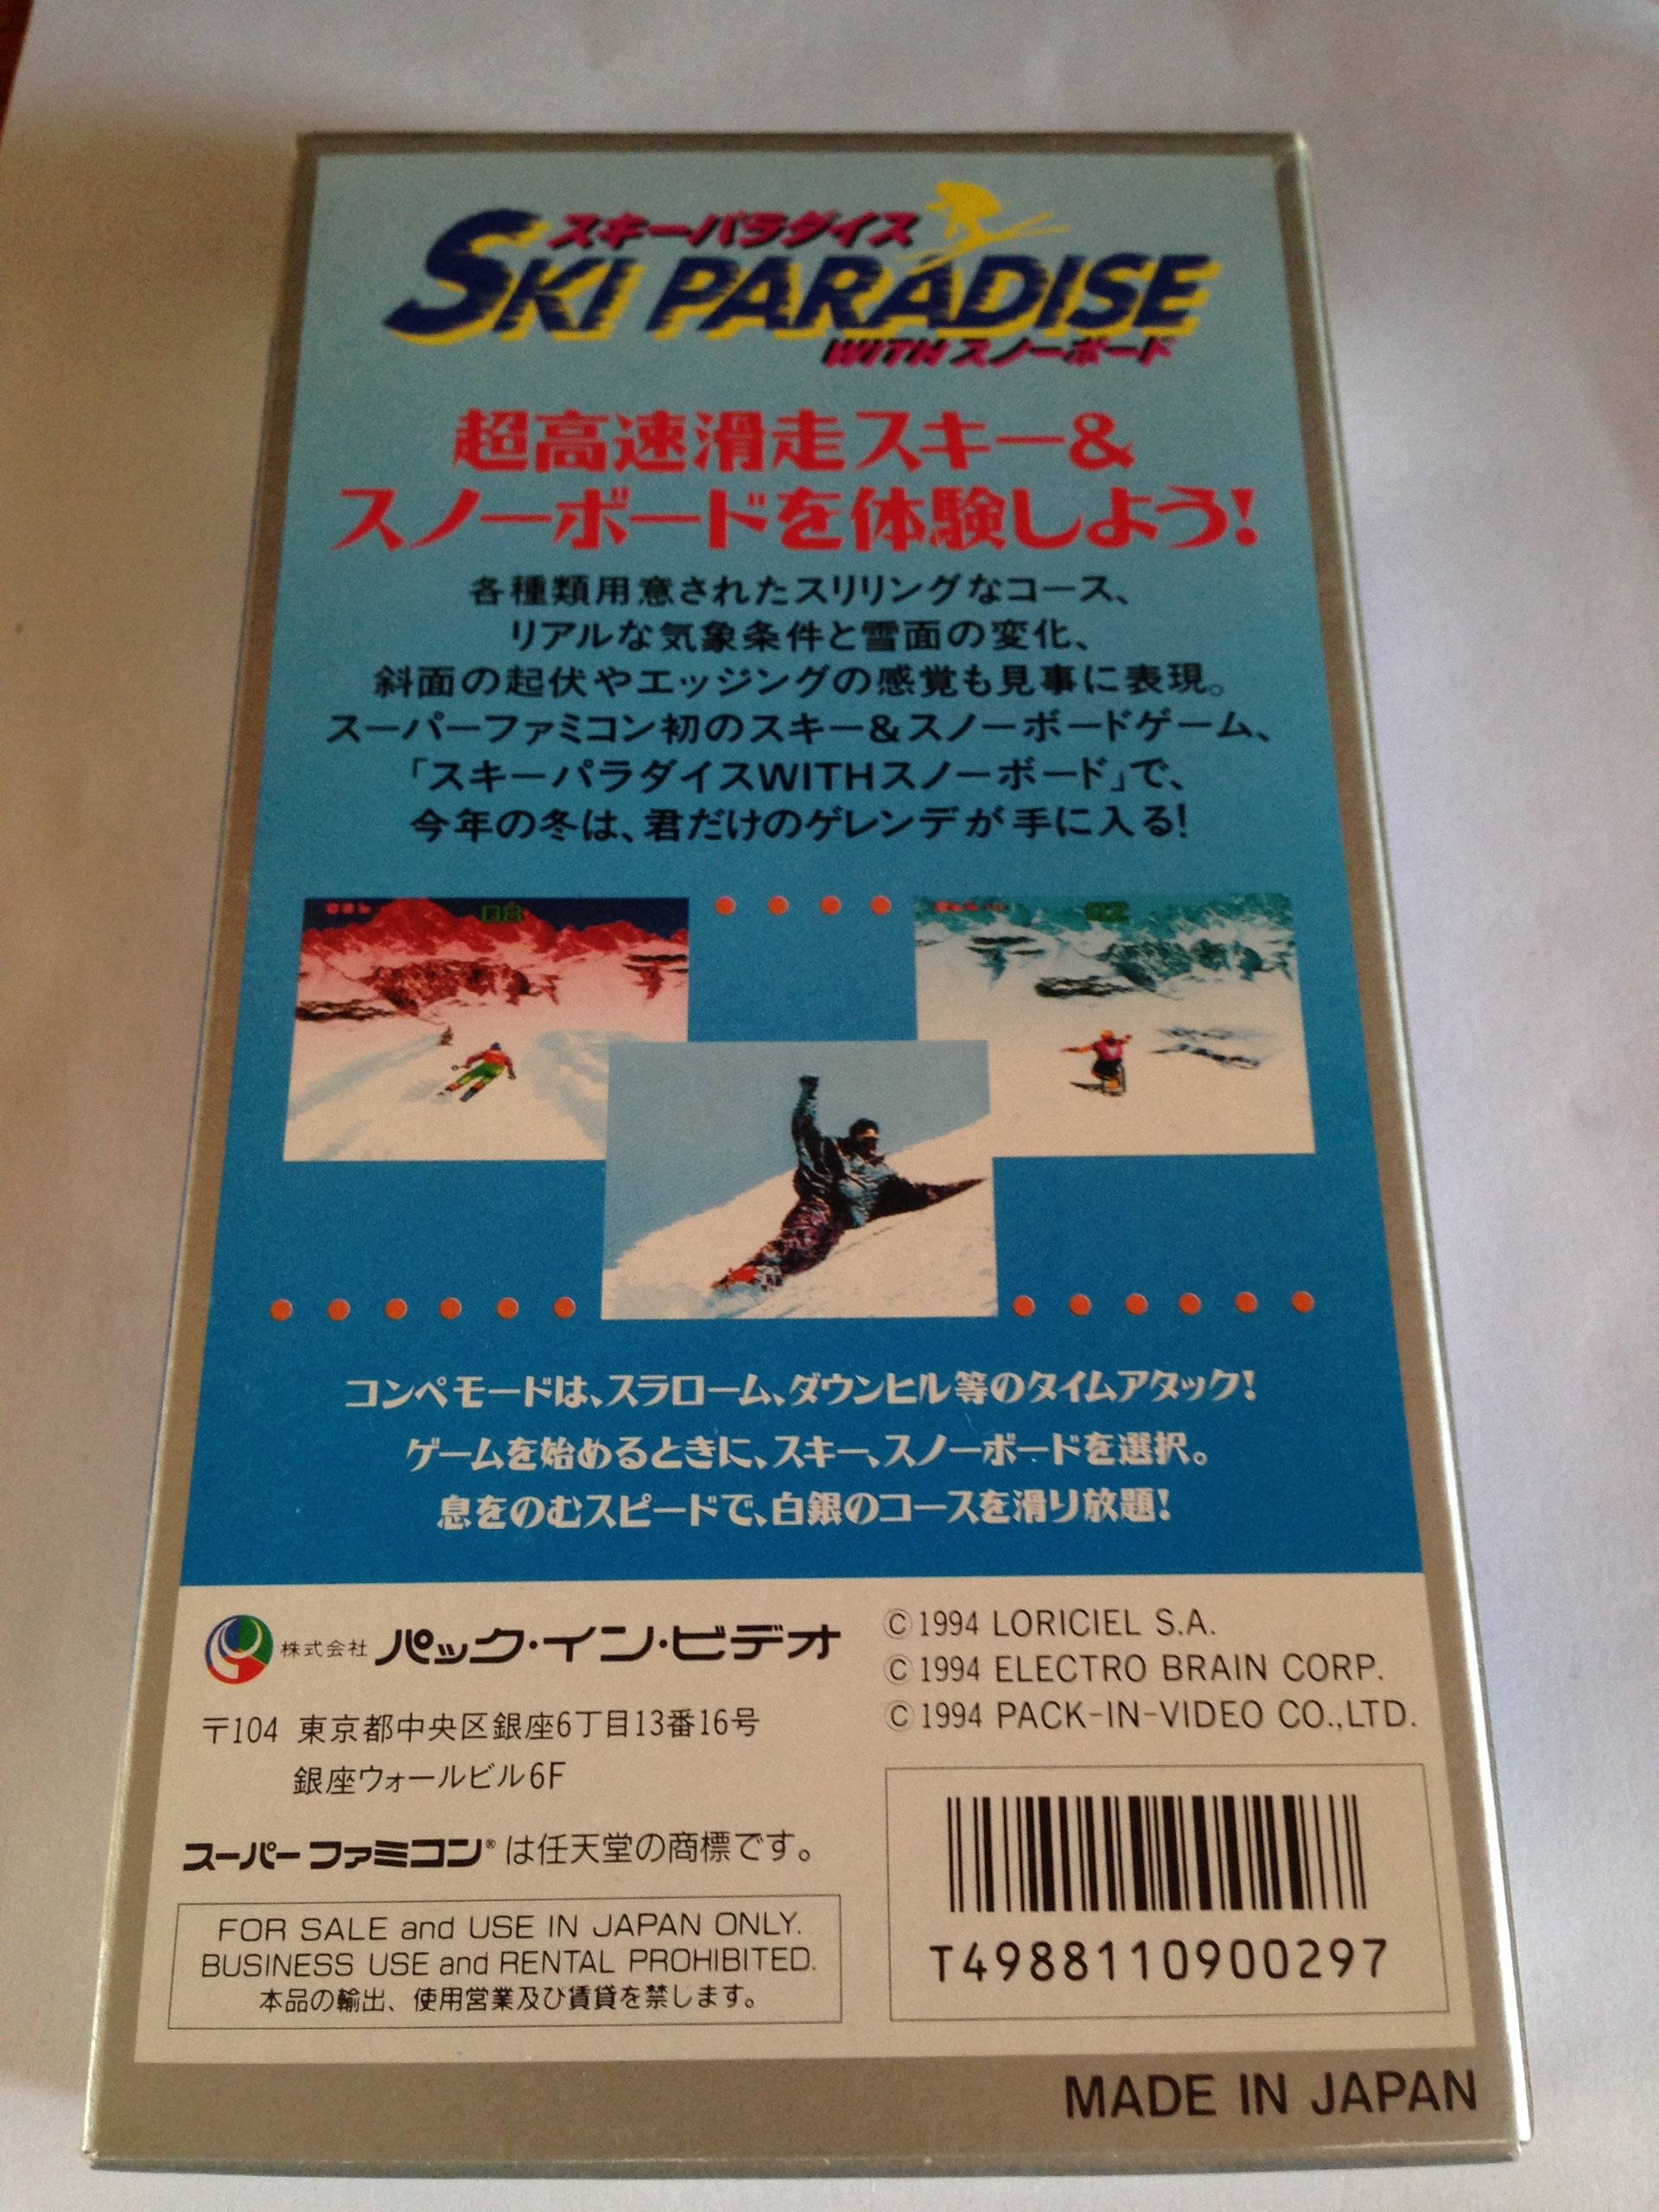 スキーパラダイス
SKI PARADISE
WITH スノーボード
超高速滑走スキー&
スノーボードを体験しよう!
各種類用意されたスリリングなコース、
リアルな気象条件と雪面の変化、
斜面の起伏やエッジングの感覚も見事に表現。
スーパーファミコン初のスキー&スノーボードゲーム、
「スキーパラダイスWITHスノーボード」で、
今年の冬は、君だけのゲレンデが手に入る!
コンペモードは、スラローム、ダウンヒル等のタイムアタック!
ゲームを始めるときに、スキー、スノーボードを選択。
息をのむスピードで、白銀のコースを滑り放題!
株式会社 パック・イン・ビデオ
〒104 東京都中央区銀座6丁目13番16号
銀座ウォールビル6F
スーパーファミコン®は任天堂の商標です。
FOR SALE and USE IN JAPAN ONLY.
BUSINESS USE and RENTAL PROHIBITED.
本品の輸出、使用営業及び賃貸を禁します。
©1994 LORICIEL S.A.
©1994 ELECTRO BRAIN CORP.
©1994 PACK-IN-VIDEO CO.,LTD.
T4988110900297
MADE IN JAPAN